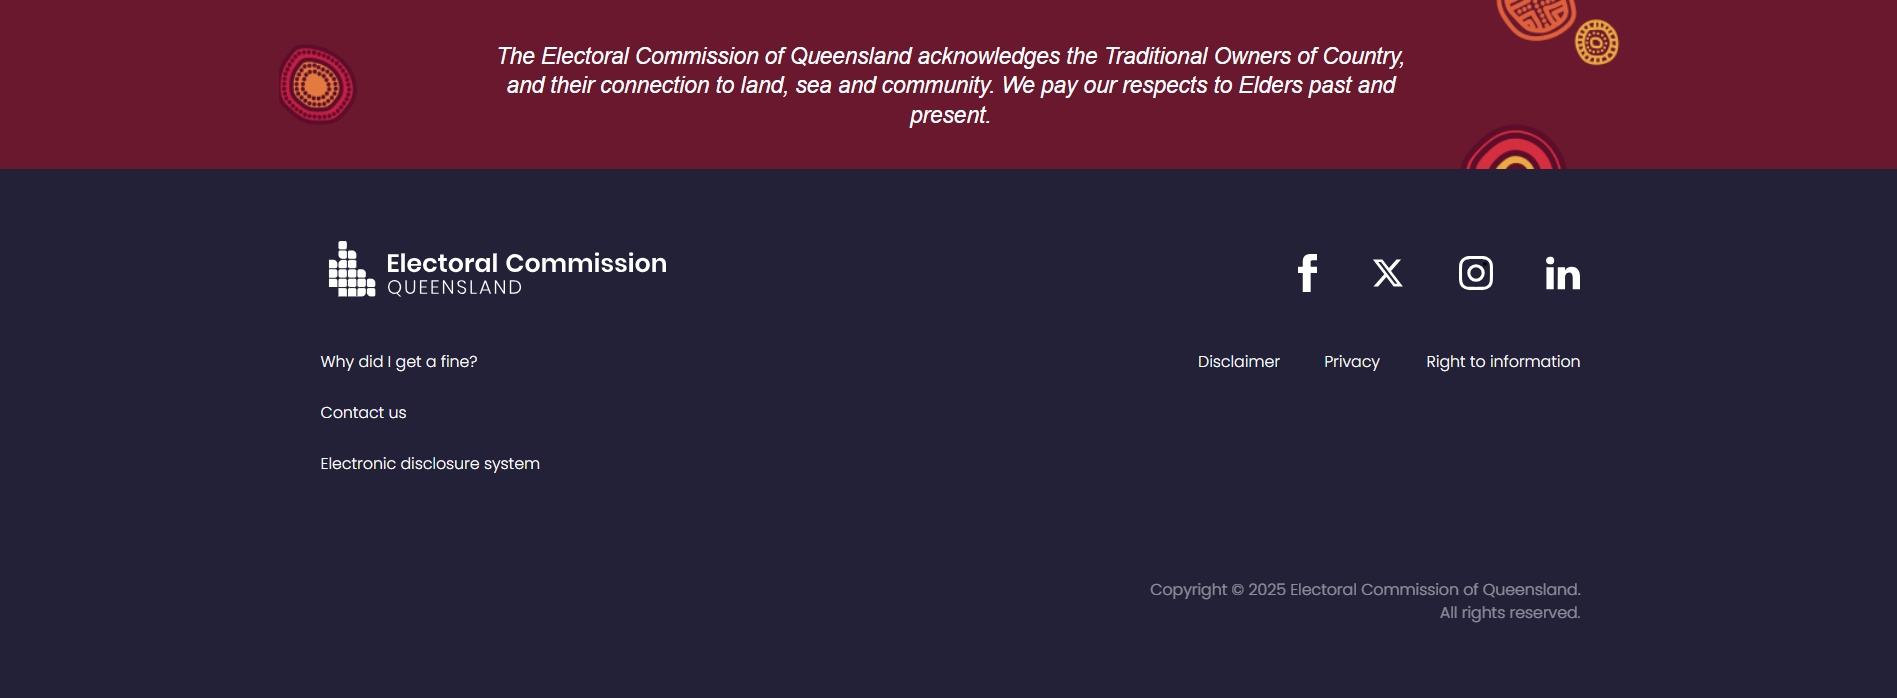 The Electoral Commission of Queensland acknowledges the Traditional Owners of Country,
and their connection to land, sea and community. We pay our respects to Elders past and
present.
Electoral Commission
QUEENSLAND
Why did I get a fine?
Contact us
Electronic disclosure system
Disclaimer
Privacy
Right to information
Copyright © 2025 Electoral Commission of Queensland.
All rights reserved.